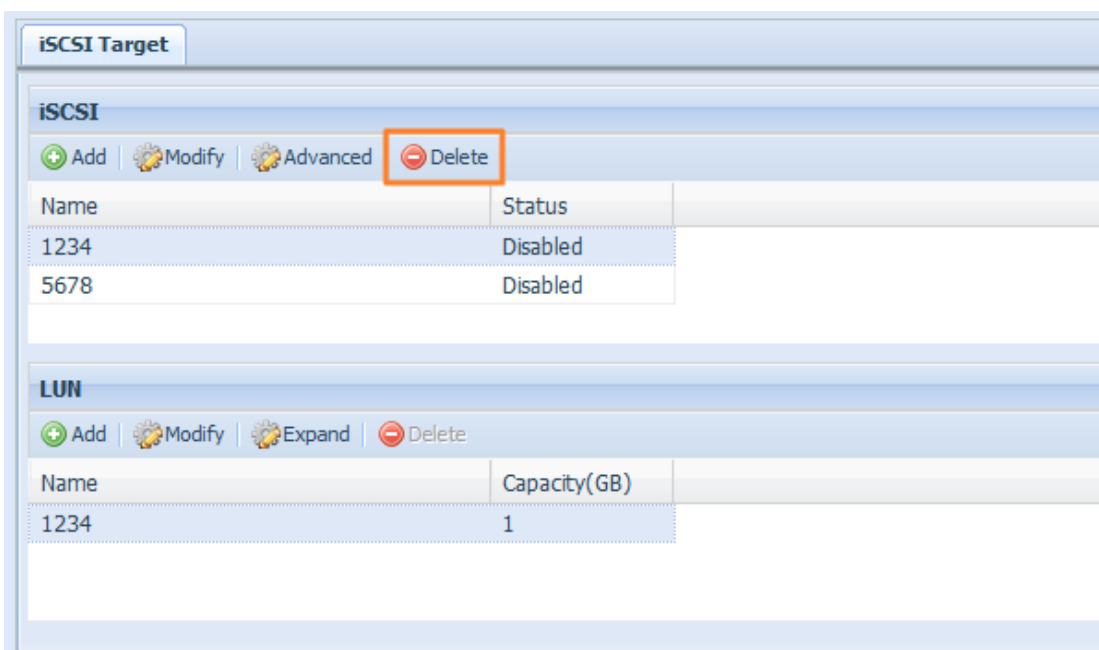 iSCSI Target
iSCSI
Add Modify Advanced Delete
Name Status
1234 Disabled
5678 Disabled
LUN
Add Modify Expand Delete
Name Capacity(GB)
1234 1